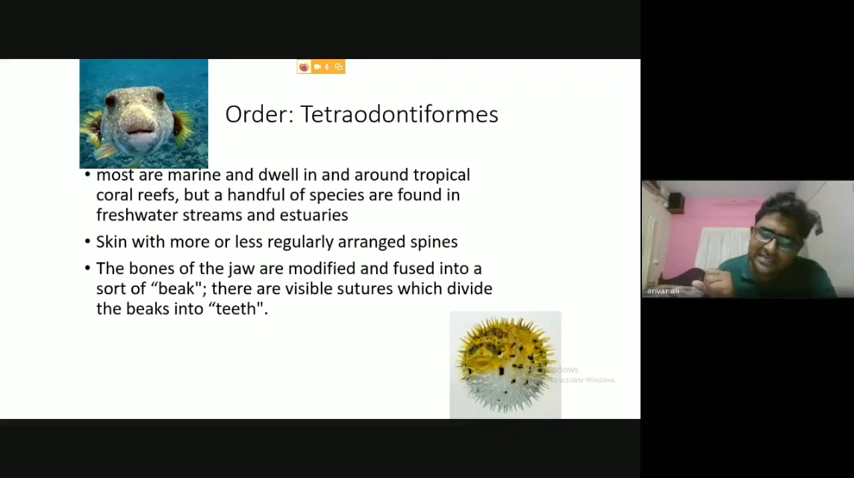 Order: Tetraodontiformes
• most are marine and dwell in and around tropical
coral reefs, but a handful of species are found in
freshwater streams and estuaries
• Skin with more or less regularly arranged spines
• The bones of the jaw are modified and fused into a
sort of “beak"; there are visible sutures which divide
the beaks into “teeth".
anvar ali
activate Windows